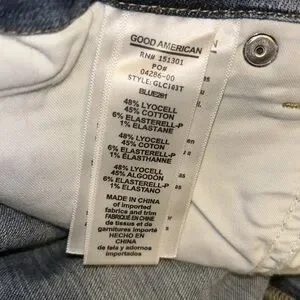 GOOD AMERICAN
RN# 151301
PO#
04286-00
STYLE: GLC103T
BLUE281
48% LYOCELL
45% COTTON
6% ELASTERELL-P
1% ELASTANE
48% LYOCELL
45% COTON
6% ELASTERELL-P
1% ELASTHANNE
48% LYOCELL
45% ALGODÓN
6% ELASTERELL-P
1% ELASTANO
MADE IN CHINA
of imported
fabrics and trim
FABRIQUÉ EN CHINE
de tissus et de
garnitures importé
HECHO EN CHINA
de tela y adornos
importados